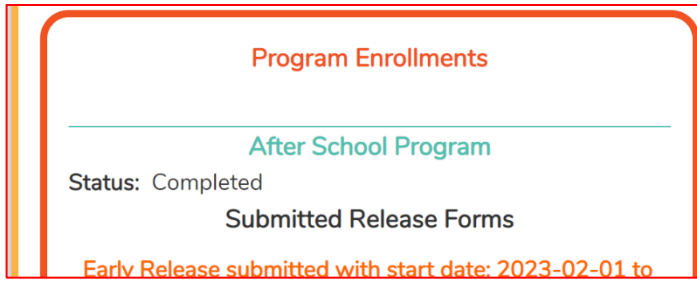 Program Enrollments
After School Program
Status: Completed
Submitted Release Forms
Early Release submitted with start date: 2023-02-01 to